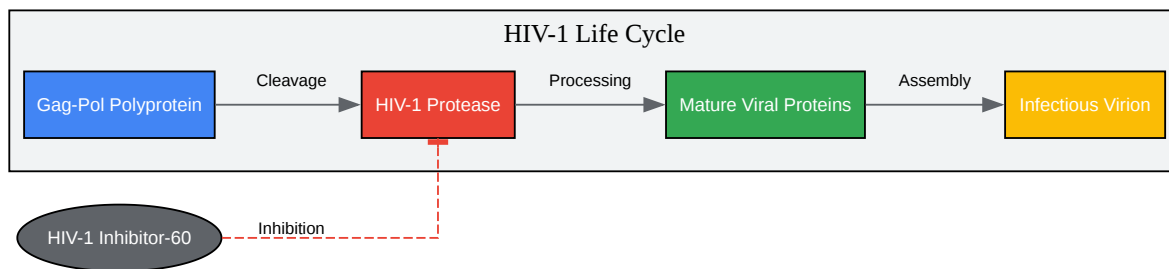 HIV-1 Life Cycle
Gag-Pol Polyprotein
Cleavage
HIV-1 Protease
Processing
Mature Viral Proteins
Assembly
Infectious Virion
HIV-1 Inhibitor-60
Inhibition